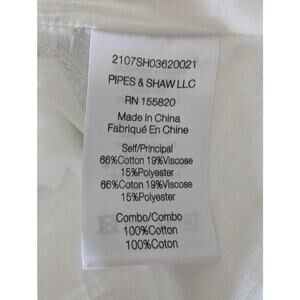 2107SH03620021
PIPES & SHAW LLC
RN 155820
Made In China
Fabriqué En Chine
Self/Principal
66%Cotton 19%Viscose
15%Polyester
66%Coton 19%Viscose
15%Polyester
Combo/Combo
100%Cotton
100%Coton